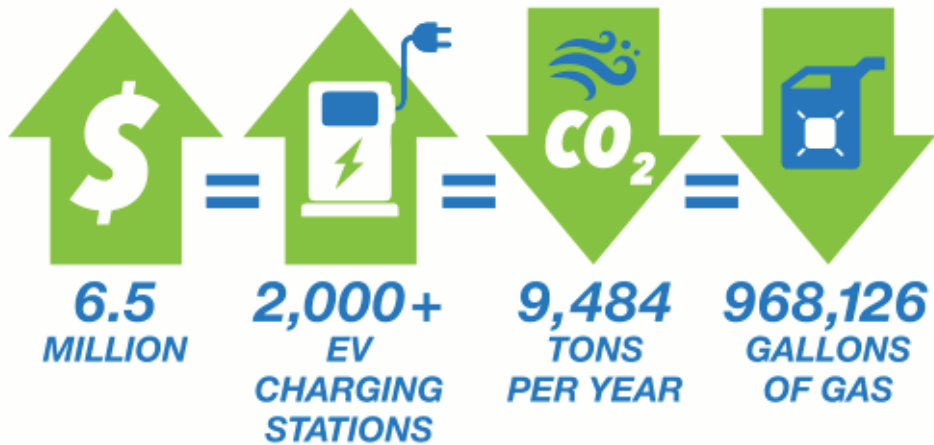 $
=
=
CO₂
=
6.5
MILLION
2,000+
EV
CHARGING
STATIONS
9,484
TONS
PER YEAR
968,126
GALLONS
OF GAS